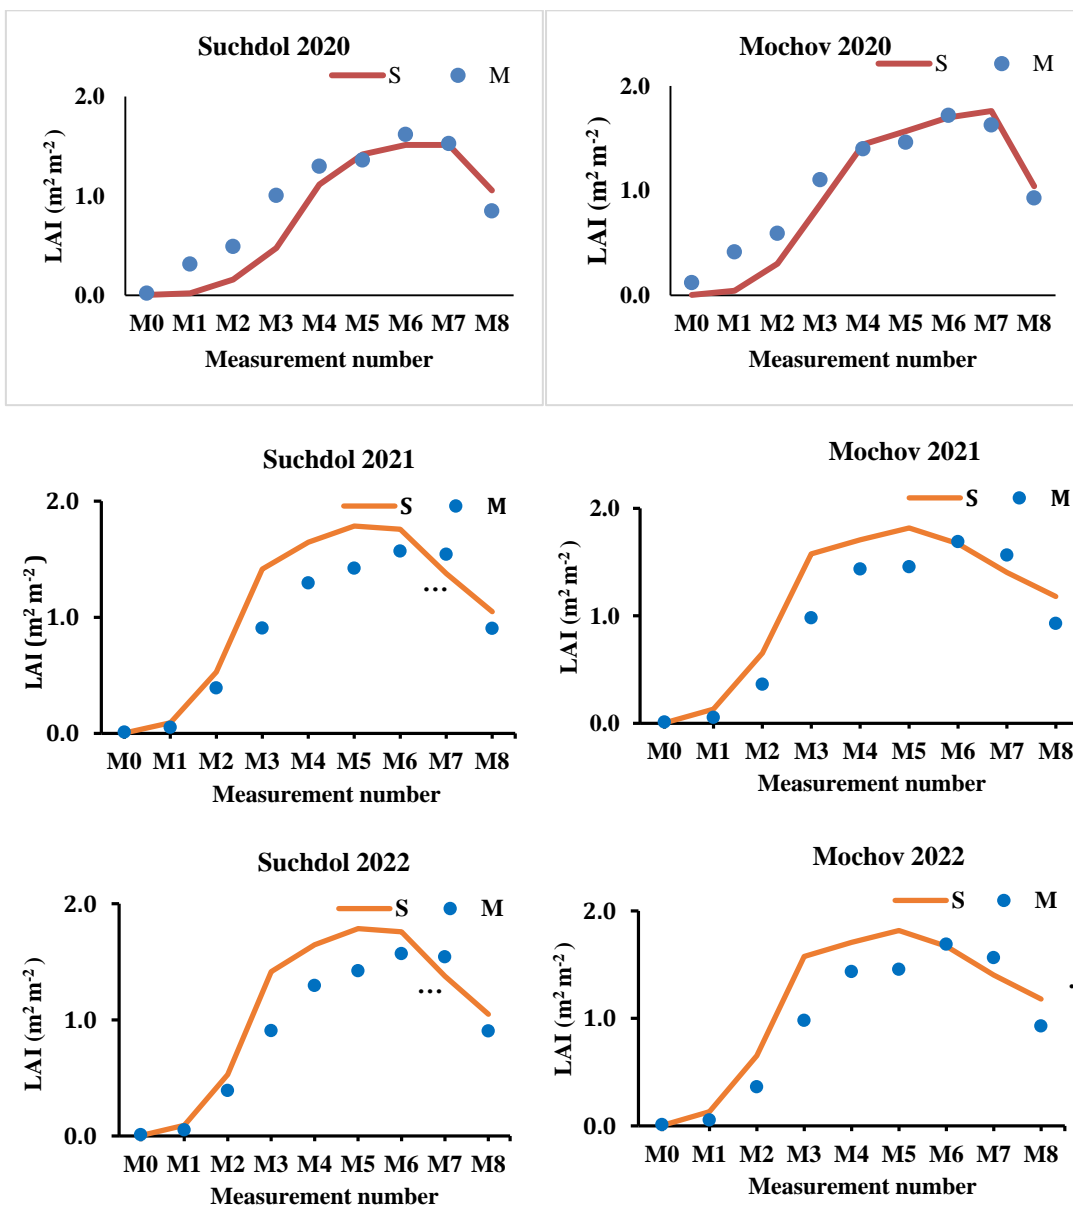 Suchdol 2020
S M
LAI (m² m⁻² )
2.0
1.0
0.0
M0 M1 M2 M3 M4 M5 M6 M7 M8
Measurement number
Mochov 2020
S M
LAI (m² m⁻² )
2.0
1.0
0.0
M0 M1 M2 M3 M4 M5 M6 M7 M8
Measurement number
Suchdol 2021
S M
LAI (m² m⁻² )
2.0
1.0
0.0
...
M0 M1 M2 M3 M4 M5 M6 M7 M8
Measurement number
Mochov 2021
S M
LAI (m² m⁻² )
2.0
1.0
0.0
M0 M1 M2 M3 M4 M5 M6 M7 M8
Measurement number
Suchdol 2022
S M
LAI (m² m⁻² )
2.0
1.0
0.0
...
M0 M1 M2 M3 M4 M5 M6 M7 M8
Measurement number
Mochov 2022
S M
LAI (m² m⁻² )
2.0
1.0
0.0
M0 M1 M2 M3 M4 M5 M6 M7 M8
Measurement number